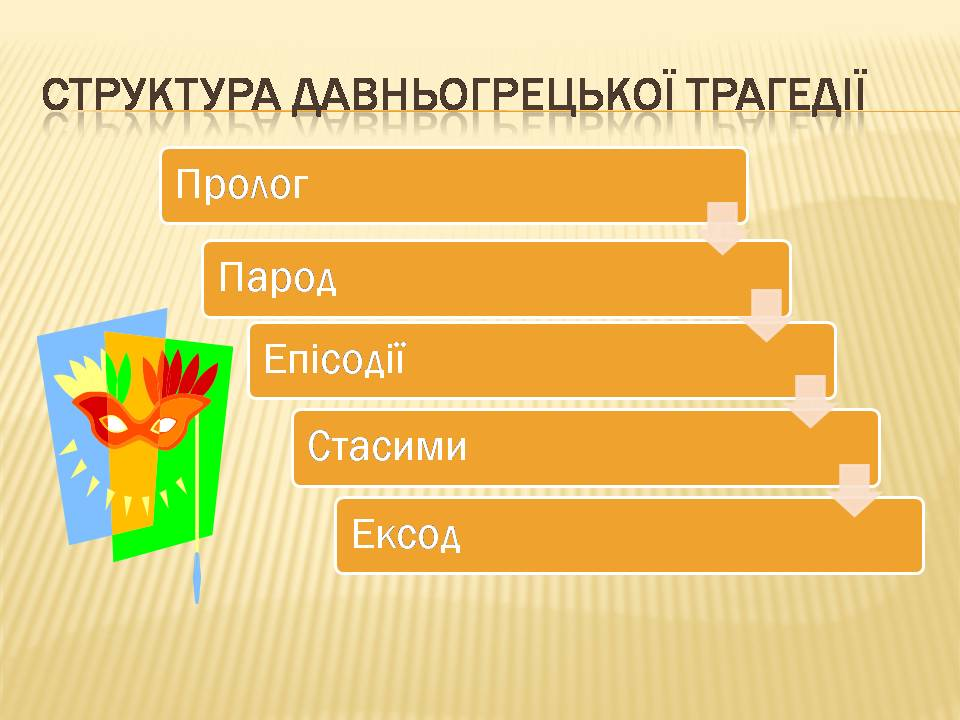 СТРУКТУРА ДАВНЬОГРЕЦЬКОЇ ТРАГЕДІЇ
Пролог
Парод
Епісодії
Стасими
Ексод